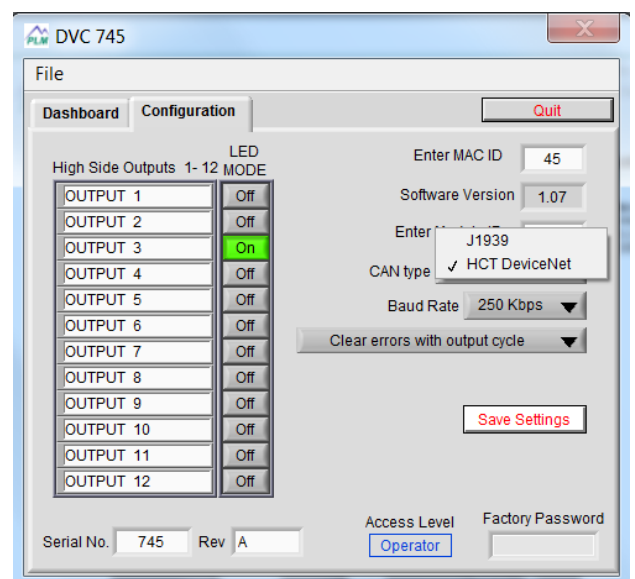 PLM DVC 745
File
Dashboard Configuration Quit
High Side Outputs 1- 12 LED MODE
OUTPUT 1 Off
OUTPUT 2 Off
OUTPUT 3 On
OUTPUT 4 Off
OUTPUT 5 Off
OUTPUT 6 Off
OUTPUT 7 Off
OUTPUT 8 Off
OUTPUT 9 Off
OUTPUT 10 Off
OUTPUT 11 Off
OUTPUT 12 Off
Enter MAC ID 45
Software Version 1.07
Enter
J1939
✓ HCT DeviceNet
CAN type
Baud Rate 250 Kbps
Clear errors with output cycle
Save Settings
Serial No. 745 Rev A
Access Level
Operator
Factory Password